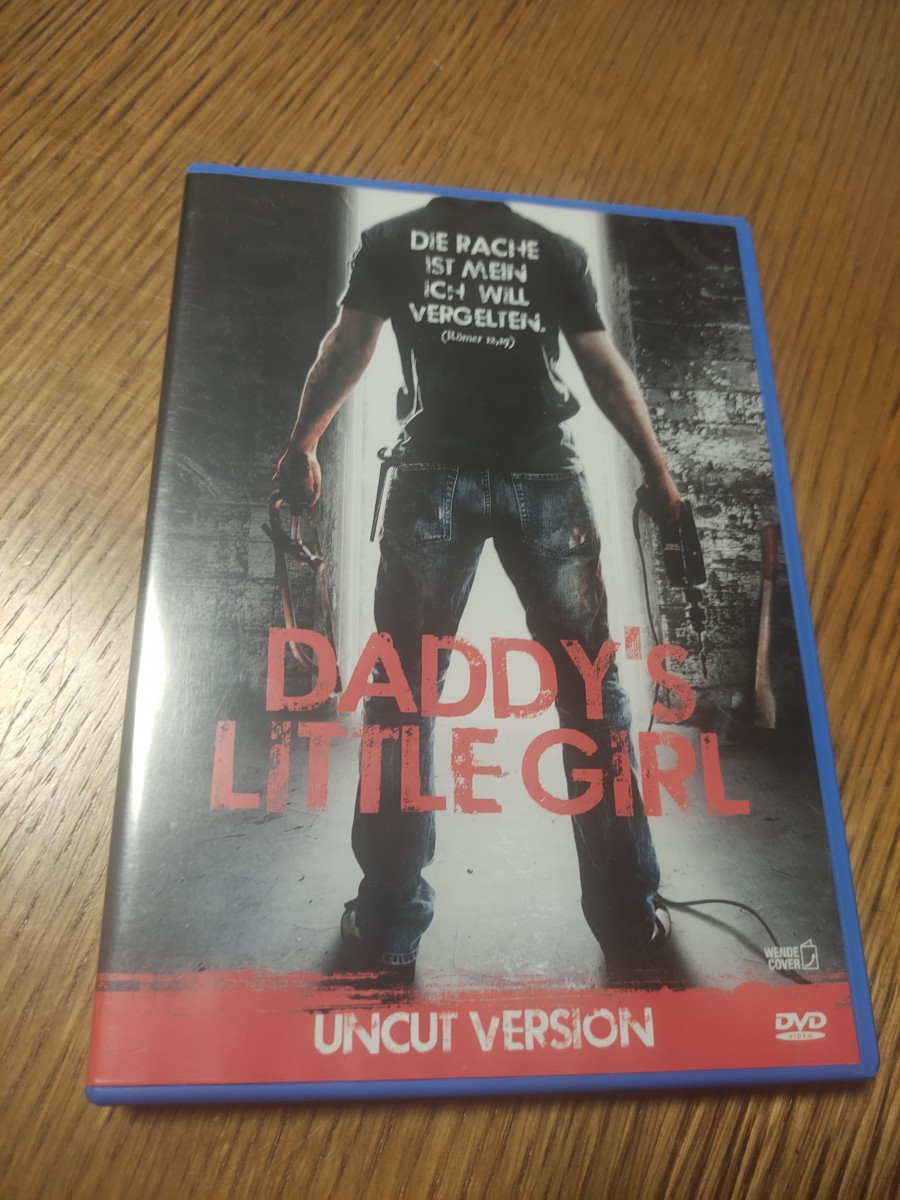 DIE RACHE
IST MEIN
ICH WILL
VERGELTEN.
(Römer 12,19)
DADDY'S
LITTLE GIRL
WENDE
COVER
UNCUT VERSION
DVD
VIDEO